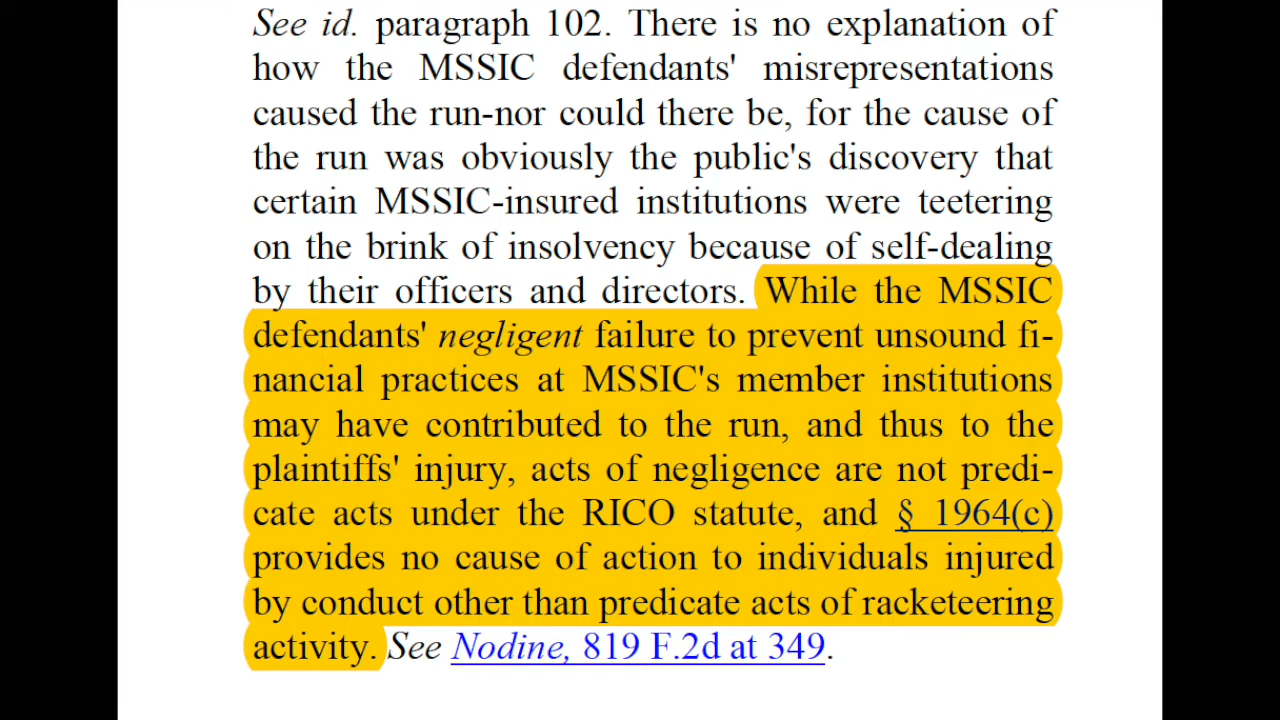 See id. paragraph 102. There is no explanation of
how the MSSIC defendants' misrepresentations
caused the run-nor could there be, for the cause of
the run was obviously the public's discovery that
certain MSSIC-insured institutions were teetering
on the brink of insolvency because of self-dealing
by their officers and directors. While the MSSIC
defendants' negligent failure to prevent unsound fi-
nancial practices at MSSIC's member institutions
may have contributed to the run, and thus to the
plaintiffs' injury, acts of negligence are not predi-
cate acts under the RICO statute, and § 1964(c)
provides no cause of action to individuals injured
by conduct other than predicate acts of racketeering
activity. See Nodine, 819 F.2d at 349.